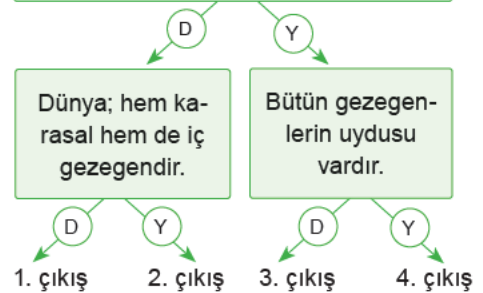 D
Y
Dünya; hem ka-
rasal hem de iç
gezegendir.
Bütün gezegen-
lerin uydusu
vardır.
D
Y
D
Y
1. çıkış
2. çıkış
3. çıkış
4. çıkış